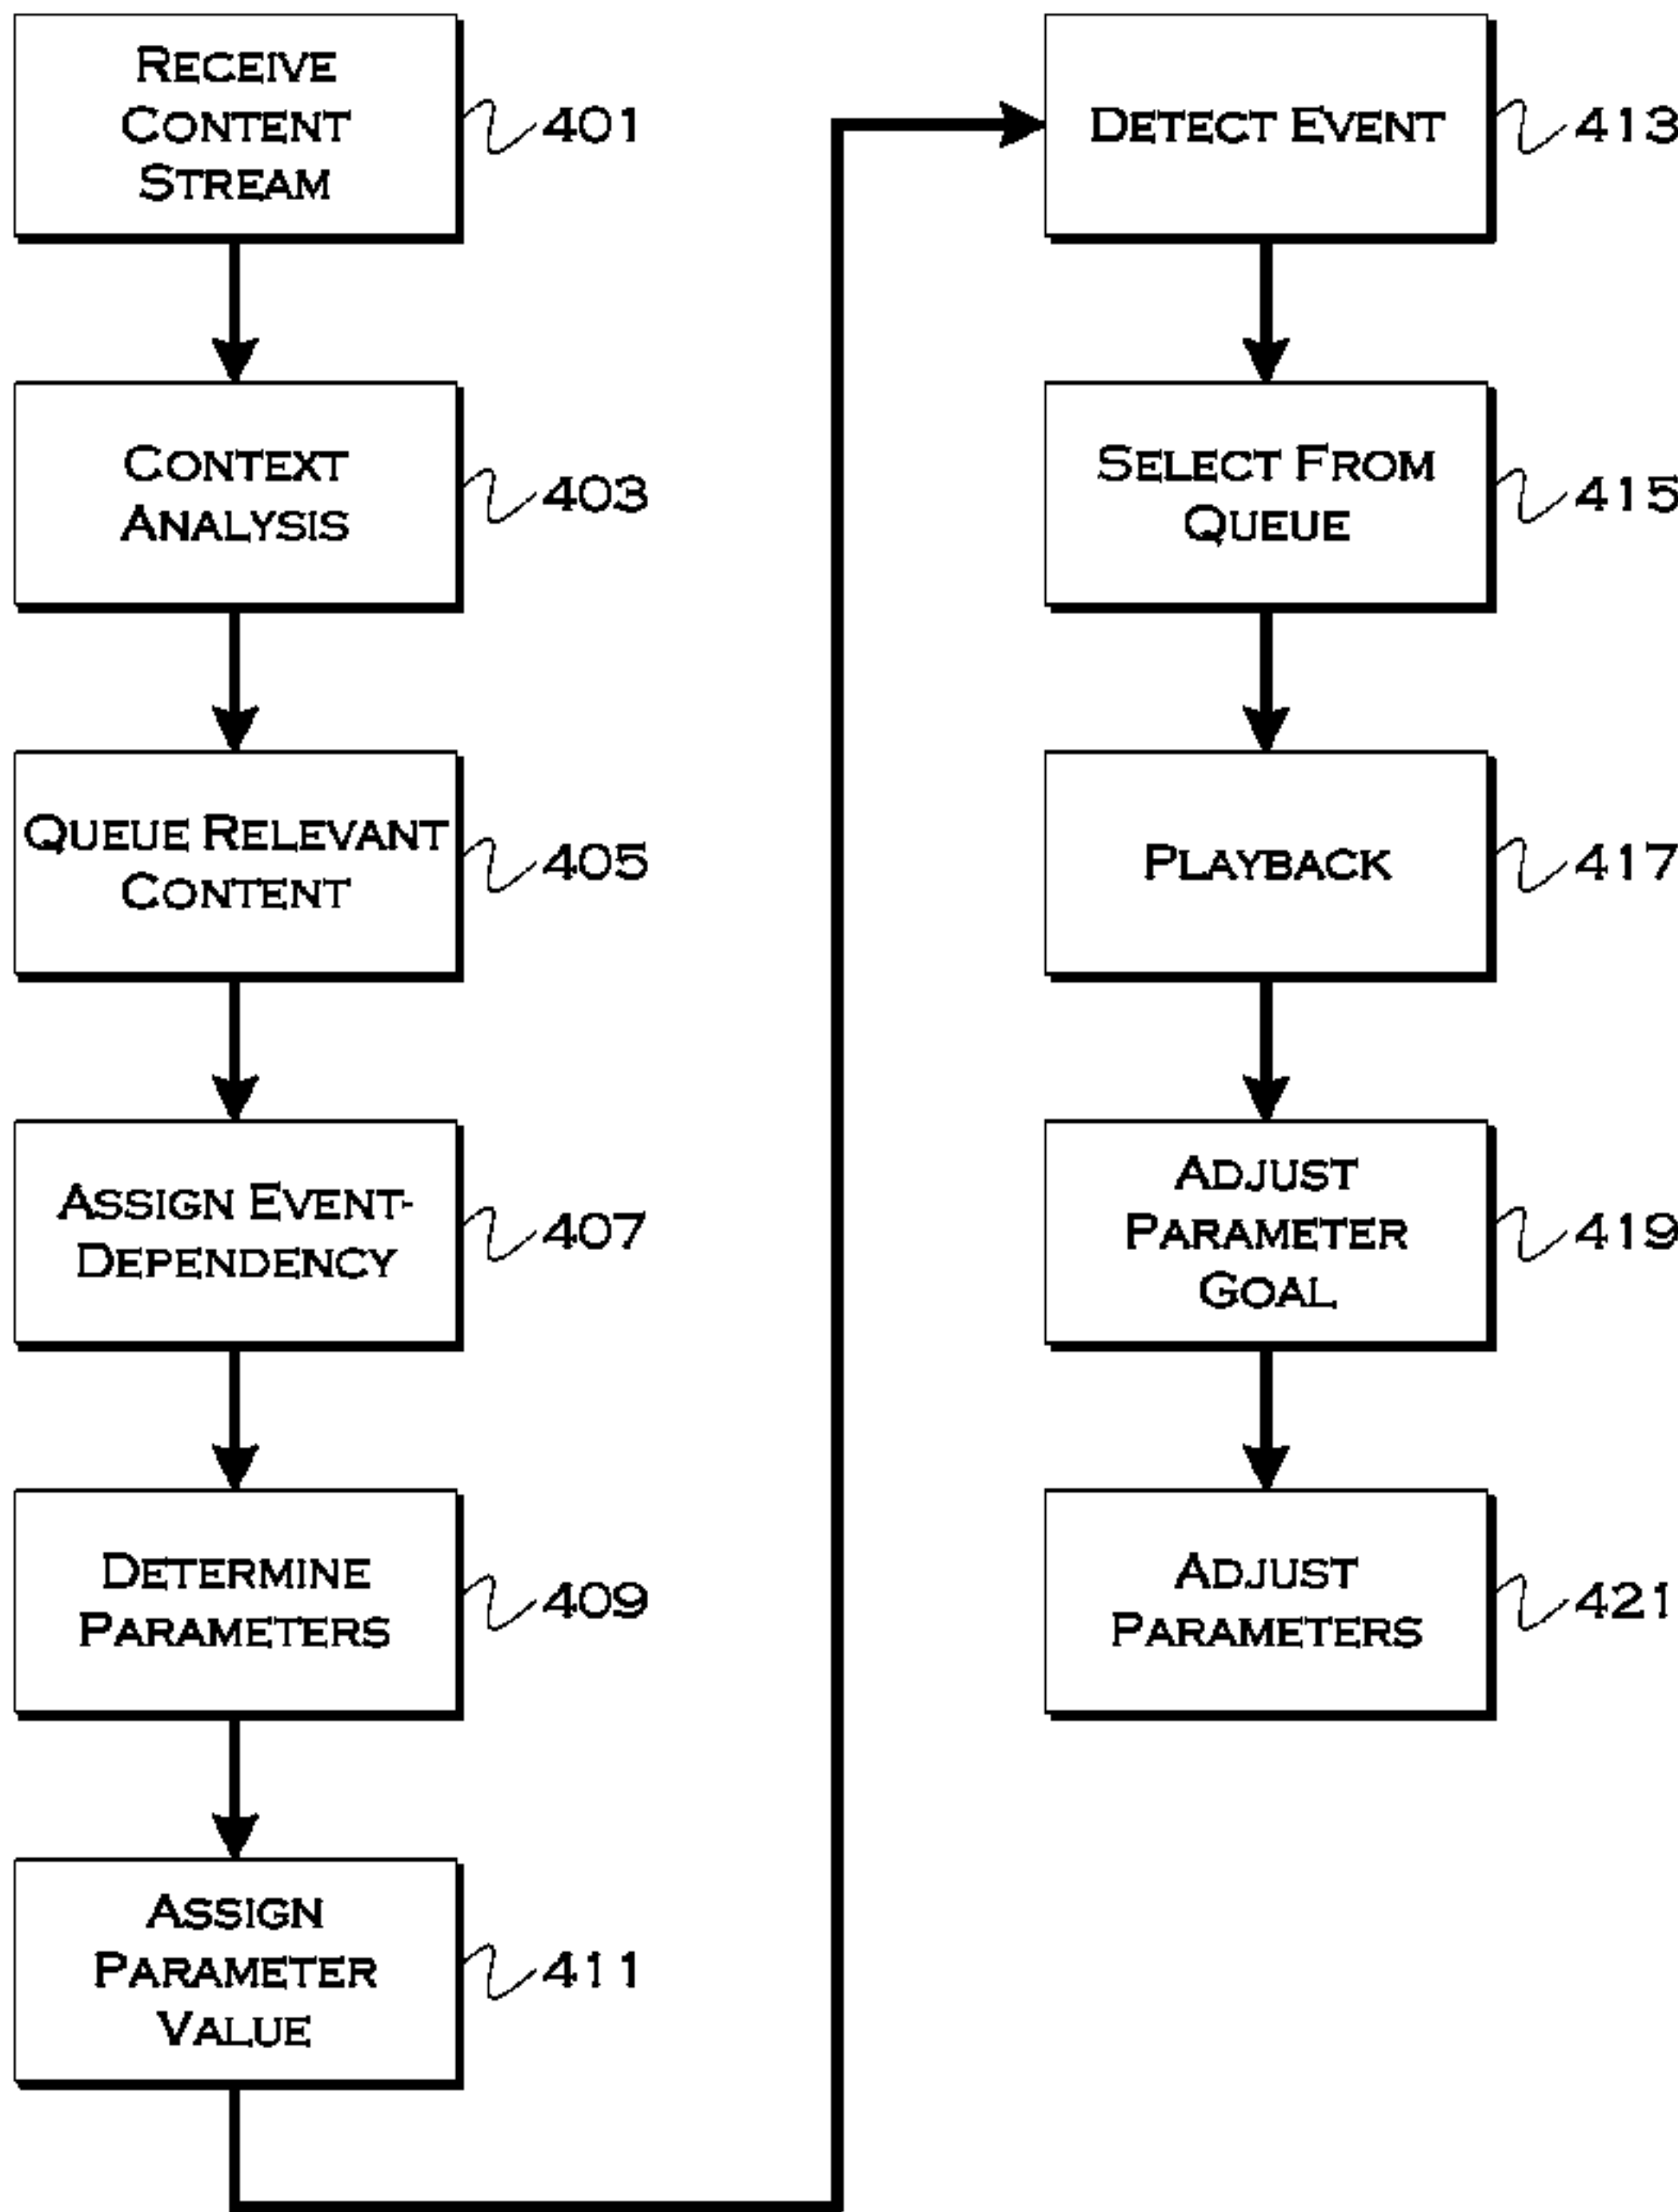 RECEIVE
CONTENT
STREAM
401
CONTEXT
ANALYSIS
403
QUEUE RELEVANT
CONTENT
405
ASSIGN EVENT-
DEPENDENCY
407
DETERMINE
PARAMETERS
409
ASSIGN
PARAMETER
VALUE
411
DETECT EVENT
413
SELECT FROM
QUEUE
415
PLAYBACK
417
ADJUST
PARAMETER
GOAL
419
ADJUST
PARAMETERS
421